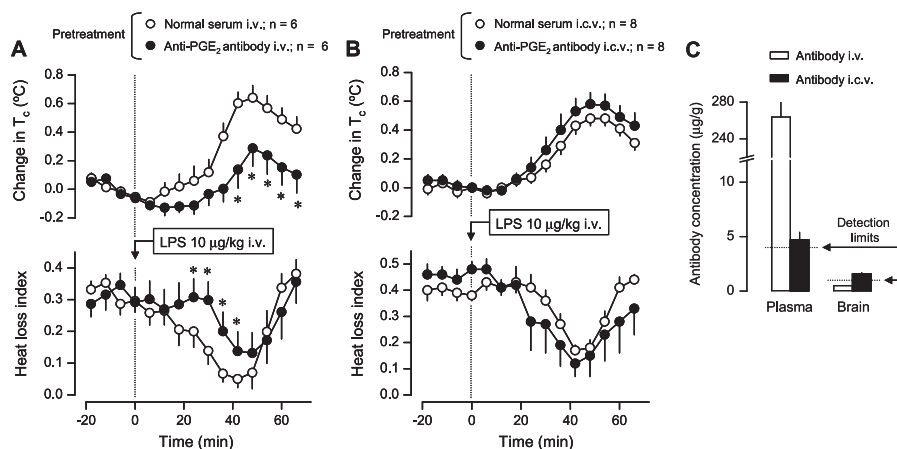 A
Pretreatment
Normal serum i.v.; n = 6
Anti-PGE2 antibody i.v.; n = 6
Change in Tc (ºC)
0.8
0.6
0.4
0.2
0.0
-0.2
LPS 10 µg/kg i.v.
Heat loss index
0.5
0.4
0.3
0.2
0.1
0.0
* * * *
* * * * *
-20 0 20 40 60
Time (min)
B
Pretreatment
Normal serum i.c.v.; n = 8
Anti-PGE2 antibody i.c.v.; n = 8
Change in Tc (ºC)
0.8
0.6
0.4
0.2
0.0
-0.2
LPS 10 µg/kg i.v.
Heat loss index
0.5
0.4
0.3
0.2
0.1
0.0
-20 0 20 40 60
Time (min)
C
Antibody i.v.
Antibody i.c.v.
Antibody concentration (µg/g)
280
260
240
10
5
0
Detection
limits
Plasma Brain